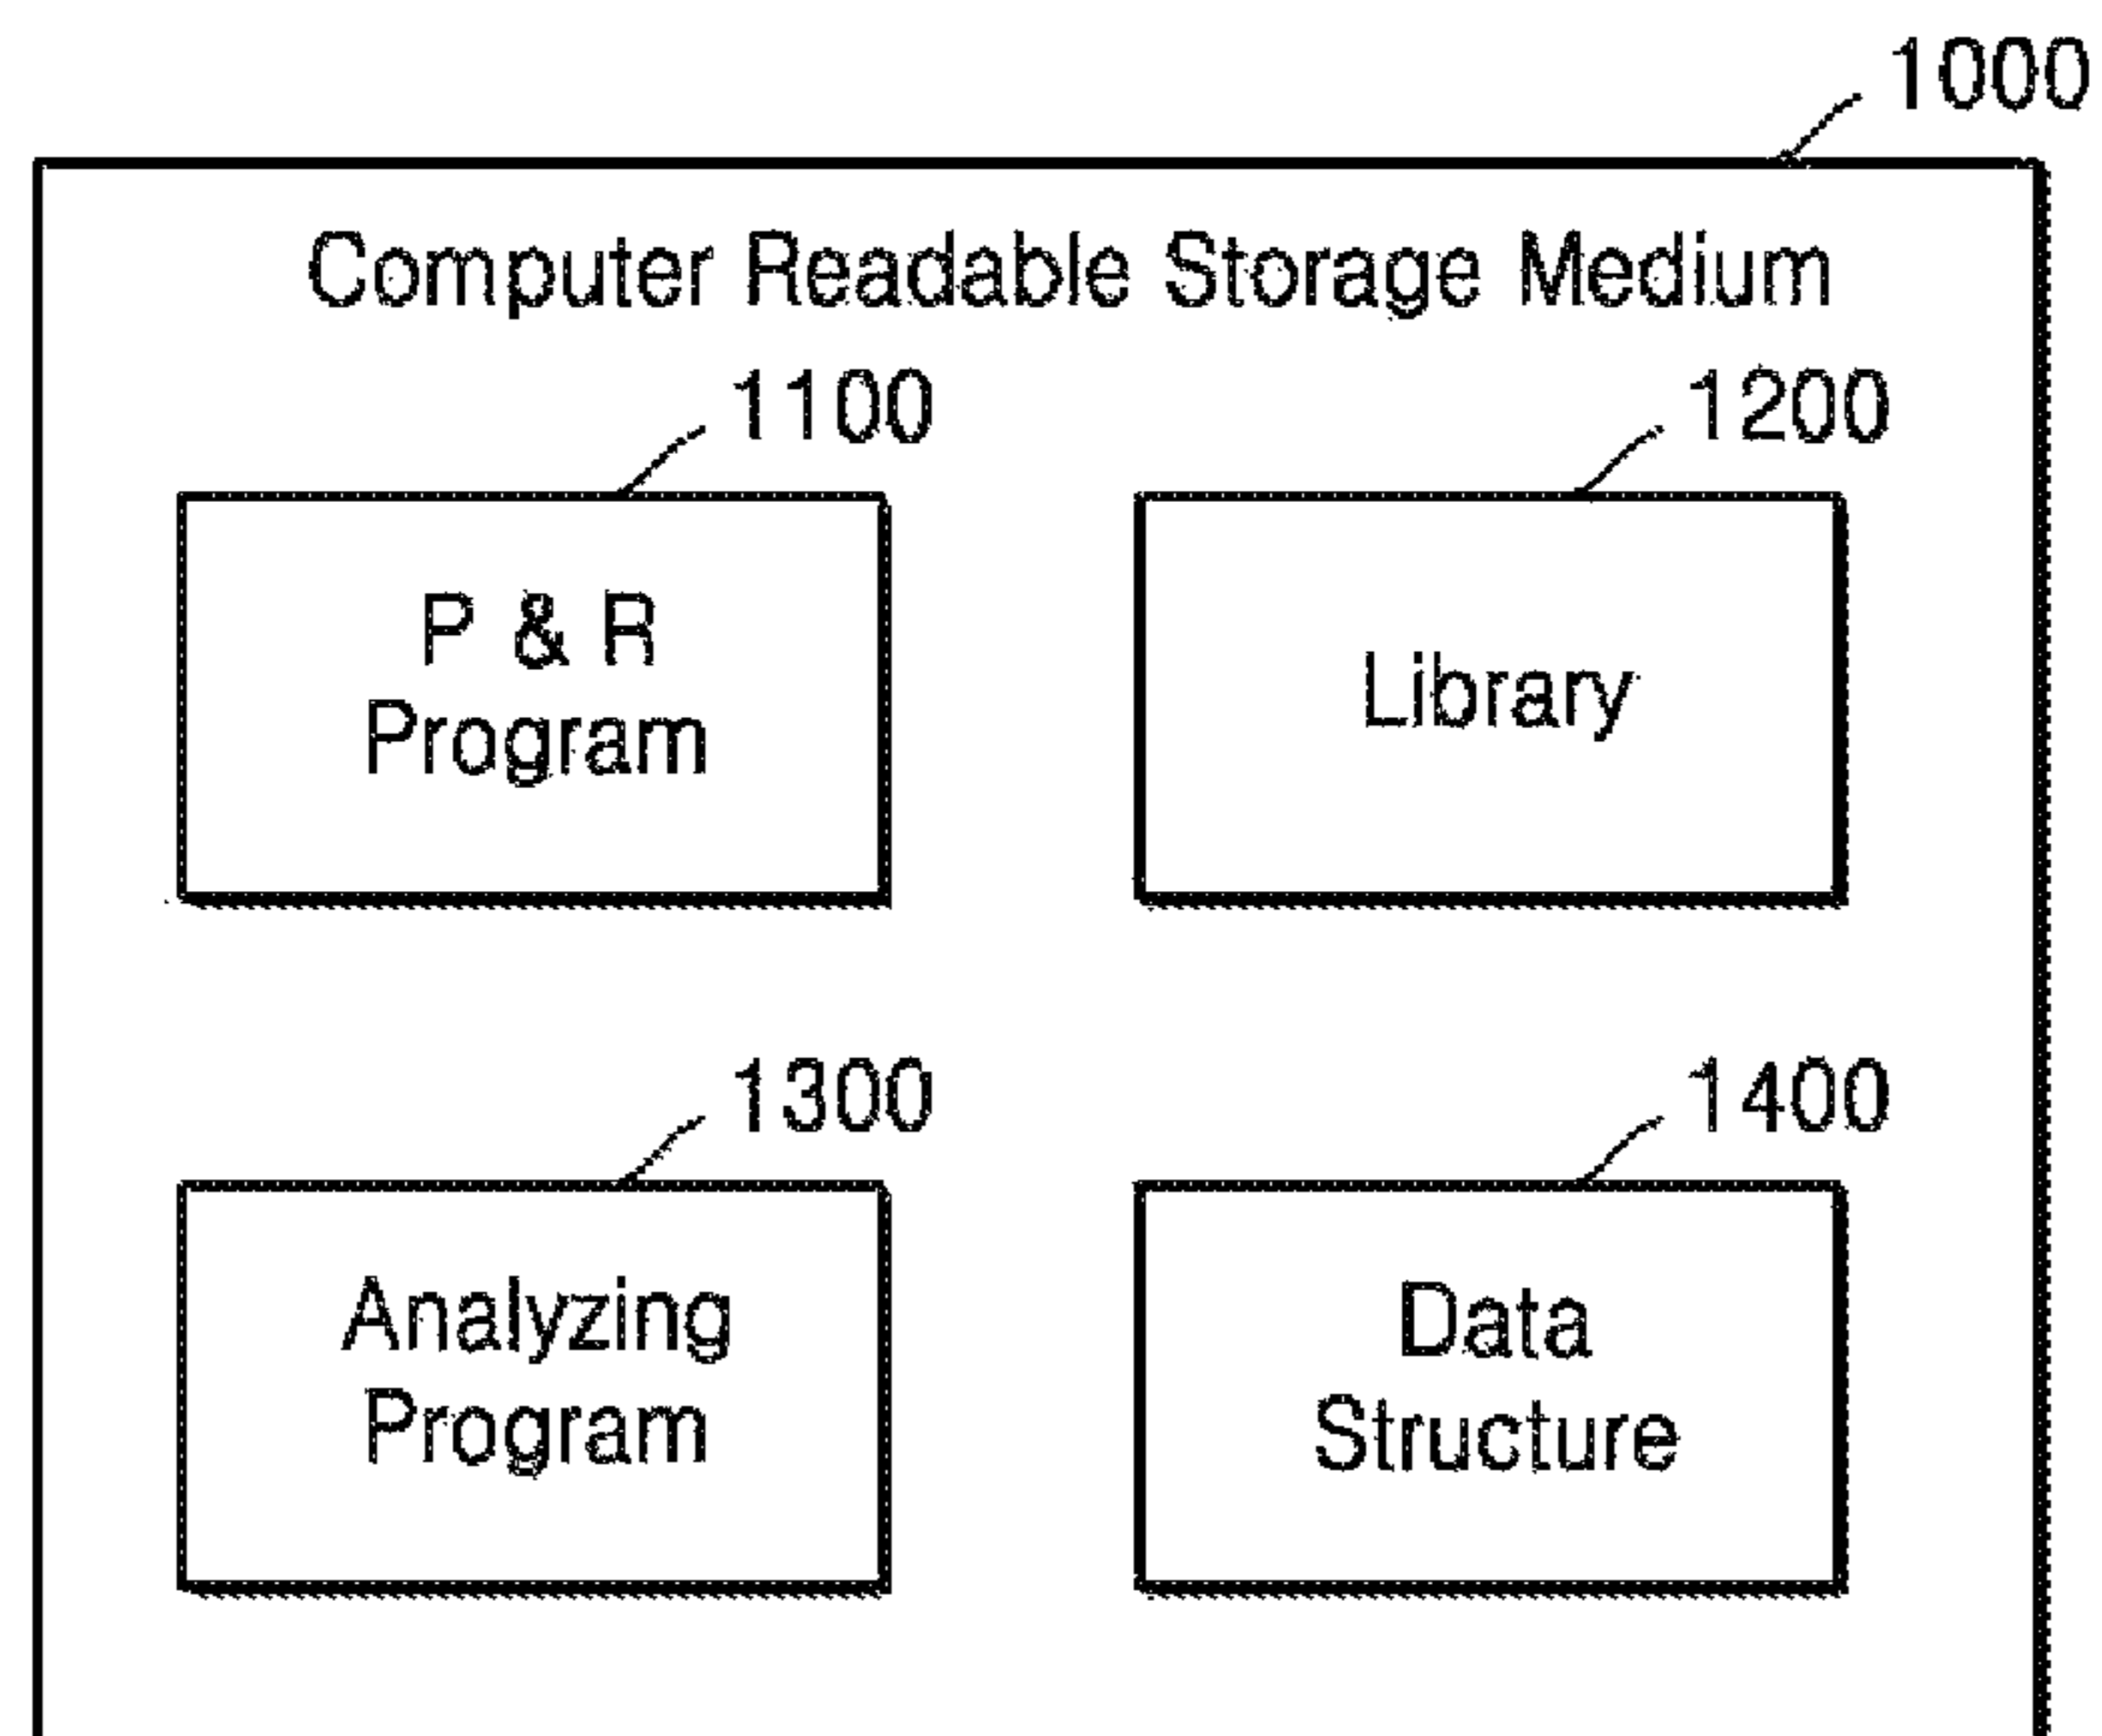 1000
Computer Readable Storage Medium
1100
1200
P & R
Program
Library
1300
1400
Analyzing
Program
Data
Structure